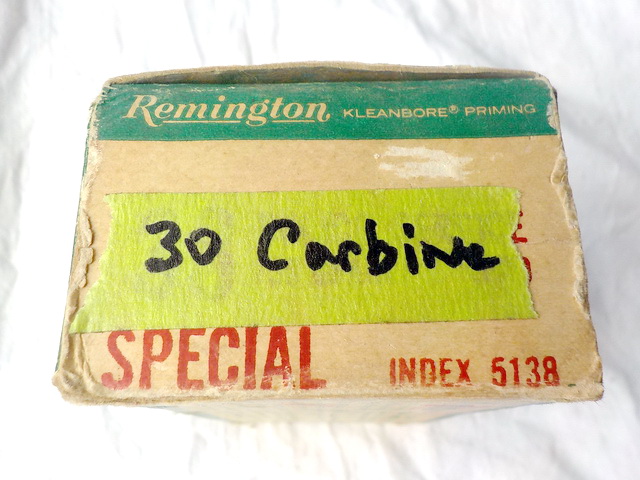 Remington KLEANBORE® PRIMING
30 Carbine
SPECIAL INDEX 5138